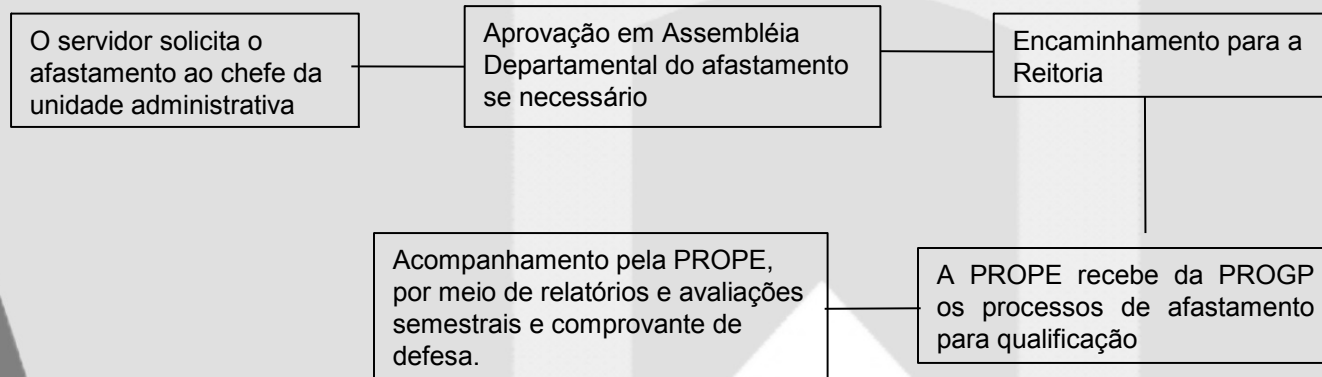 O servidor solicita o
afastamento ao chefe da
unidade administrativa
Aprovação em Assembléia
Departamental do afastamento
se necessário
Encaminhamento para a
Reitoria
A PROPE recebe da PROGP
os processos de afastamento
para qualificação
Acompanhamento pela PROPE,
por meio de relatórios e avaliações
semestrais e comprovante de
defesa.